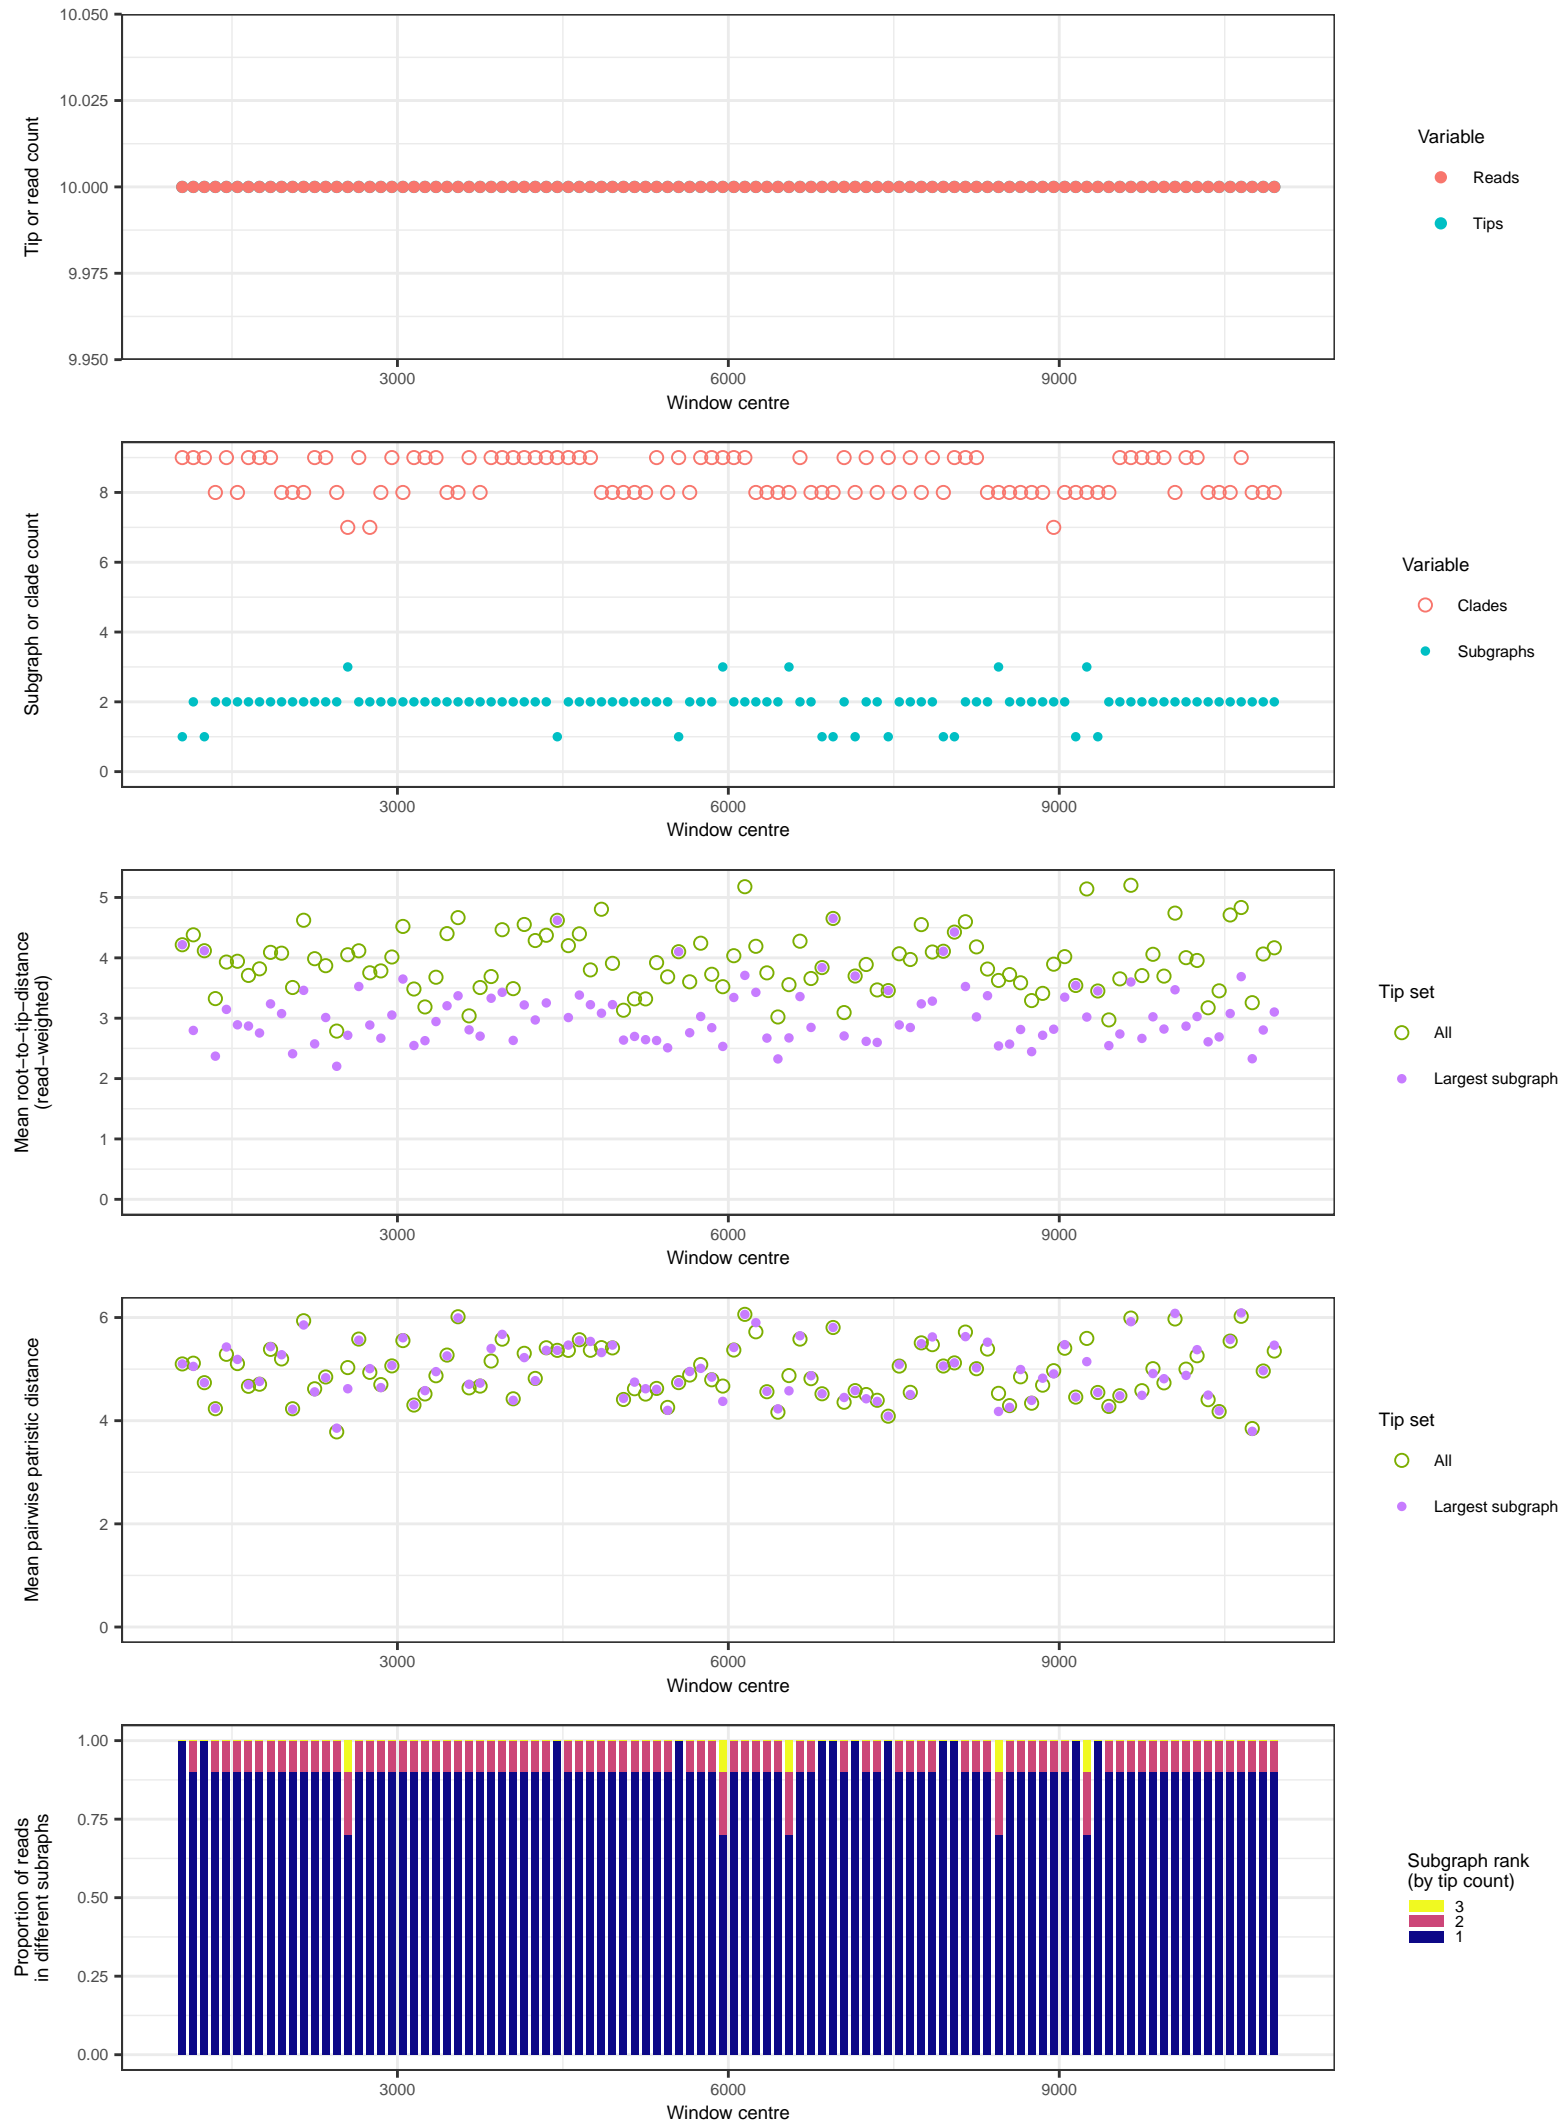 10.050
10.025
10.000
9.975
9.950
Tip or read count
3000 6000 9000
Window centre
Variable
Reads
Tips
8
6
4
2
0
Subgraph or clade count
3000 6000 9000
Window centre
Variable
Clades
Subgraphs
5
4
3
2
1
0
Mean root−to−tip−distance
(read−weighted)
3000 6000 9000
Window centre
Tip set
All
Largest subgraph
6
4
2
0
Mean pairwise patristic distance
3000 6000 9000
Window centre
Tip set
All
Largest subgraph
1.00
0.75
0.50
0.25
0.00
Proportion of reads
in different subraphs
3000 6000 9000
Window centre
Subgraph rank
(by tip count)
3
2
1